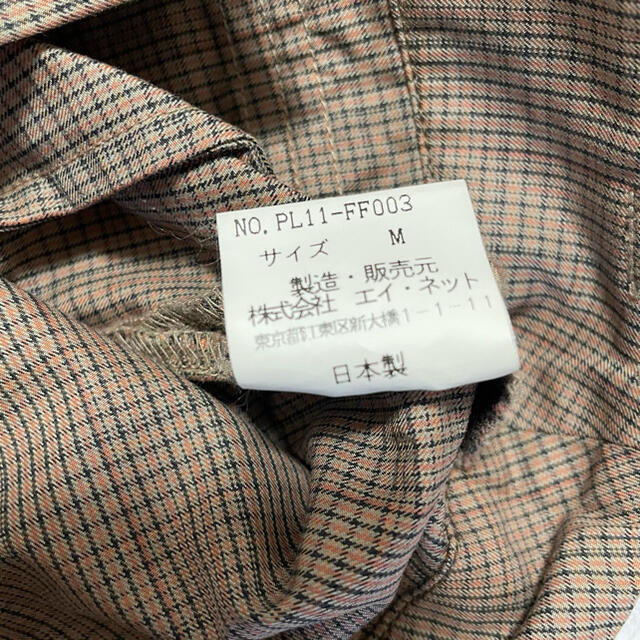 NO.PL11-FF003
サイズ M
製造・販売元
株式会社 エイ・ネット
東京都江東区新大橋1-1-11
日本製